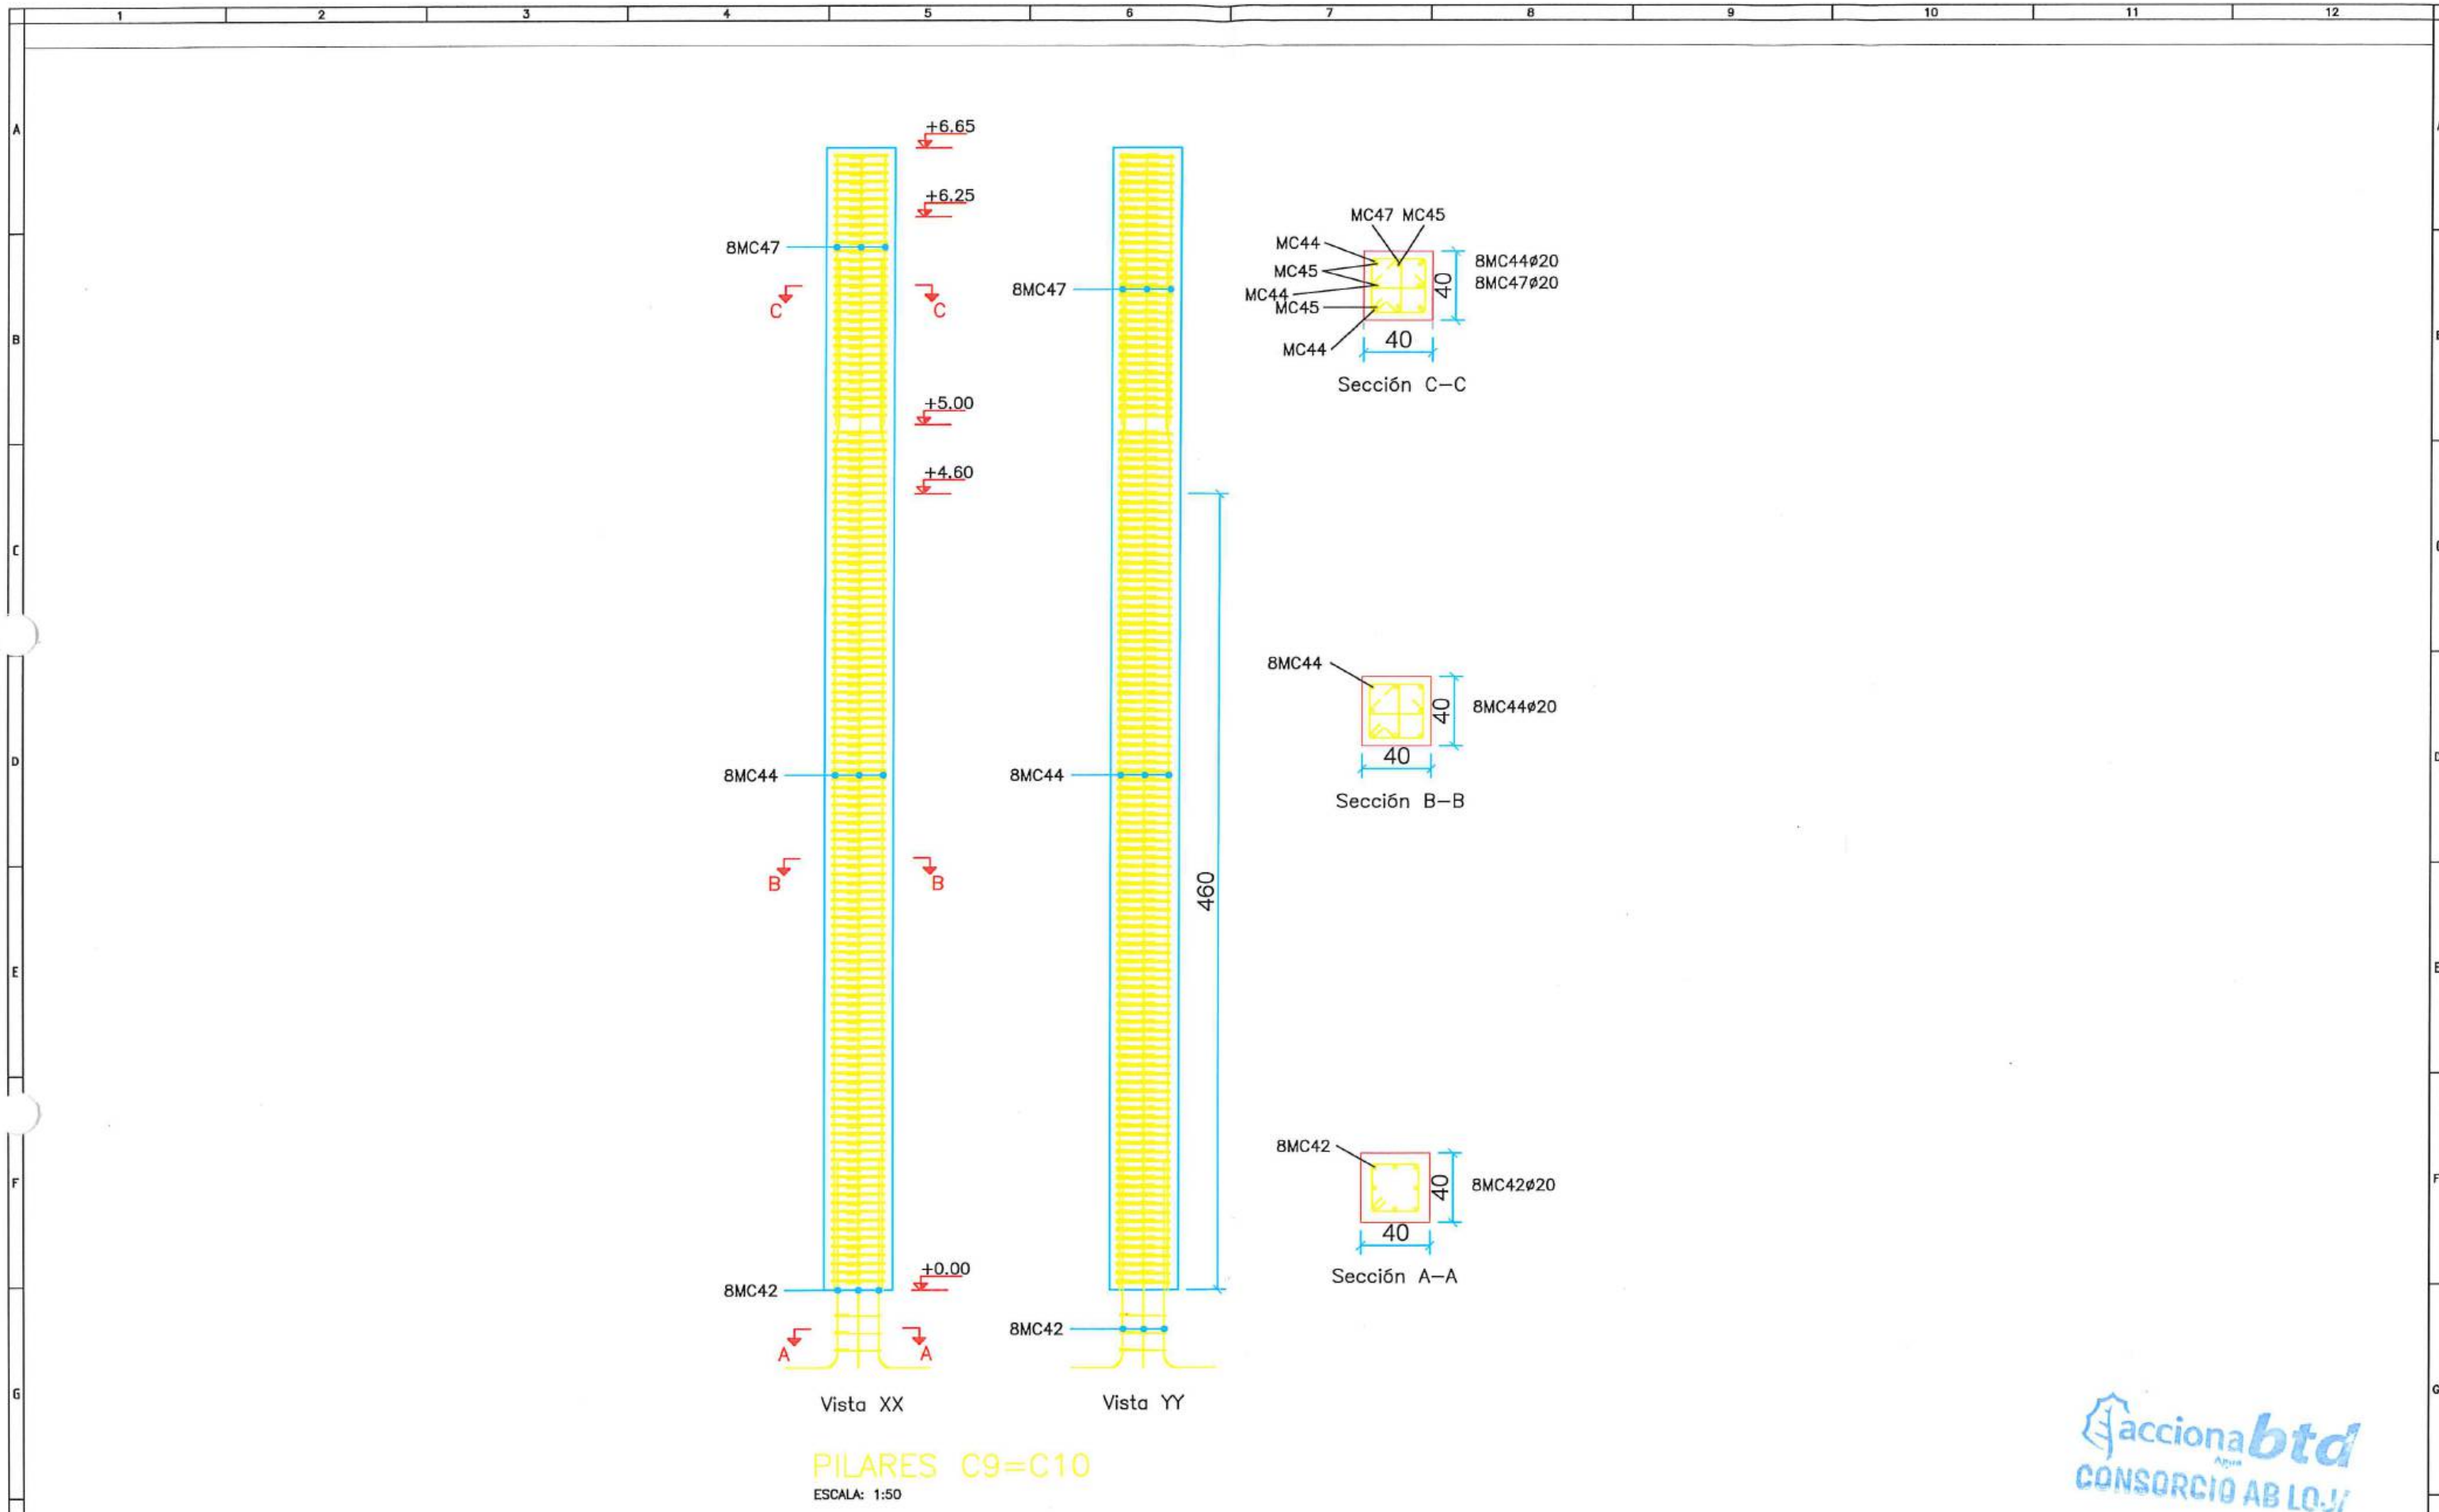 1 2 3 4 5 6 7 8 9 10 11 12
A
B
C
D
E
F
G
+6.65
+6.25
8MC47
C C
+5.00
+4.60
8MC44
B B
+0.00
8MC42
A A
Vista XX
8MC47
8MC44
460
8MC42
Vista YY
MC47 MC45
MC44
MC45
MC44
MC45
MC44
40
40
8MC44ø20
8MC47ø20
Sección C-C
8MC44
40
40
8MC44ø20
Sección B-B
8MC42
40
40
8MC42ø20
Sección A-A
PILARES C9=C10
ESCALA: 1:50
acciona btd
Agua
CONSORCIO AB